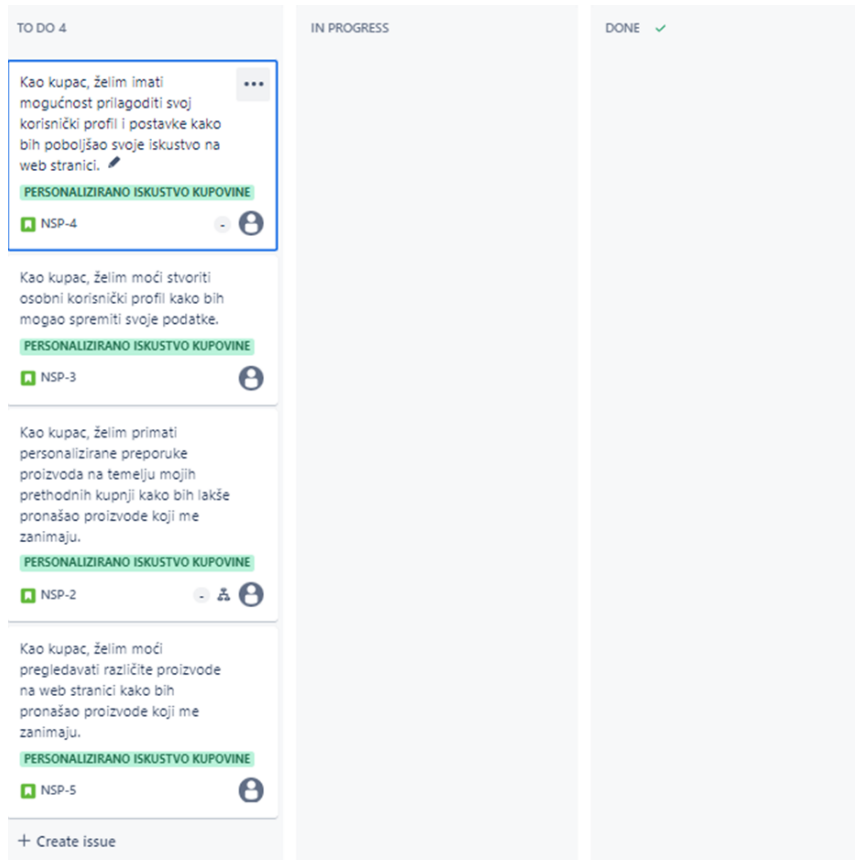 TO DO 4
Kao kupac, želim imati
mogućnost prilagoditi svoj
korisnički profil i postavke kako
bih poboljšao svoje iskustvo na
web stranici.
PERSONALIZIRANO ISKUSTVO KUPOVINE
NSP-4
-
Kao kupac, želim moći stvoriti
osobni korisnički profil kako bih
mogao spremiti svoje podatke.
PERSONALIZIRANO ISKUSTVO KUPOVINE
NSP-3
Kao kupac, želim primati
personalizirane preporuke
proizvoda na temelju mojih
prethodnih kupnji kako bih lakše
pronašao proizvode koji me
zanimaju.
PERSONALIZIRANO ISKUSTVO KUPOVINE
NSP-2
-
Kao kupac, želim moći
pregledavati različite proizvode
na web stranici kako bih
pronašao proizvode koji me
zanimaju.
PERSONALIZIRANO ISKUSTVO KUPOVINE
NSP-5
+ Create issue
IN PROGRESS
DONE